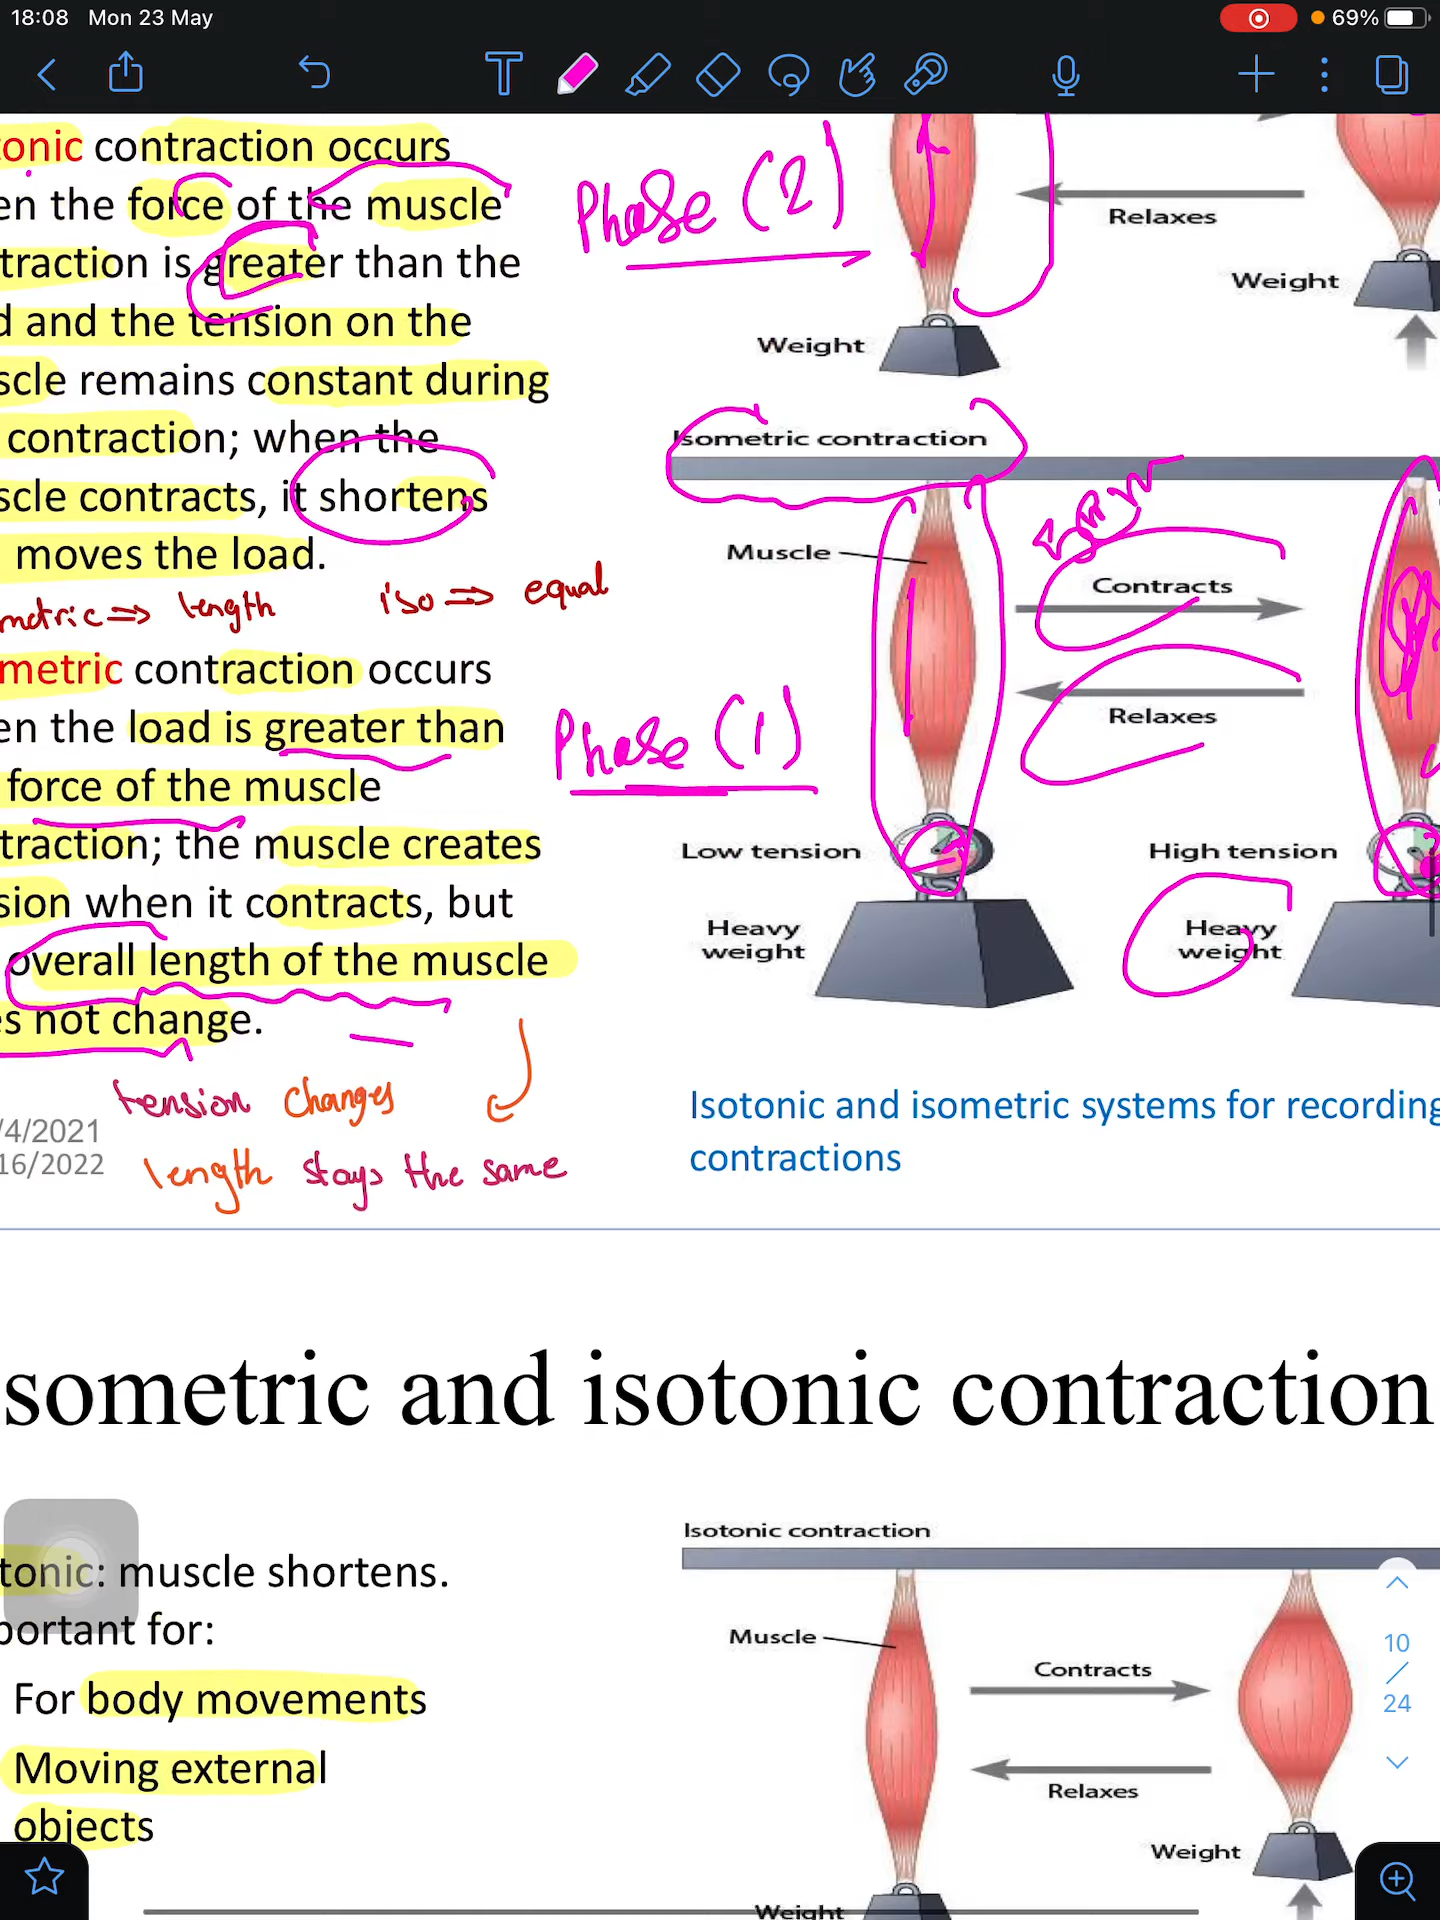 18:08 Mon 23 May
69%
tonic contraction occurs
en the force of the muscle
traction is greater than the
d and the tension on the
scle remains constant during
contraction; when the
scle contracts, it shortens
moves the load.
metric ⇒ length iso ⇒ equal
metric contraction occurs
en the load is greater than
force of the muscle
traction; the muscle creates
sion when it contracts, but
overall length of the muscle
es not change.
tension changes
length stays the same
/4/2021
16/2022
Phase (2)
Relaxes
Weight
Weight
Isometric contraction
Muscle
Contracts
Relaxes
Phase (1)
Low tension
High tension
Heavy
weight
Heavy
weight
Isotonic and isometric systems for recording
contractions
sometric and isotonic contraction
tonic: muscle shortens.
portant for:
For body movements
Moving external
objects
Isotonic contraction
Muscle
Contracts
Relaxes
Weight
Weight
10
/
24